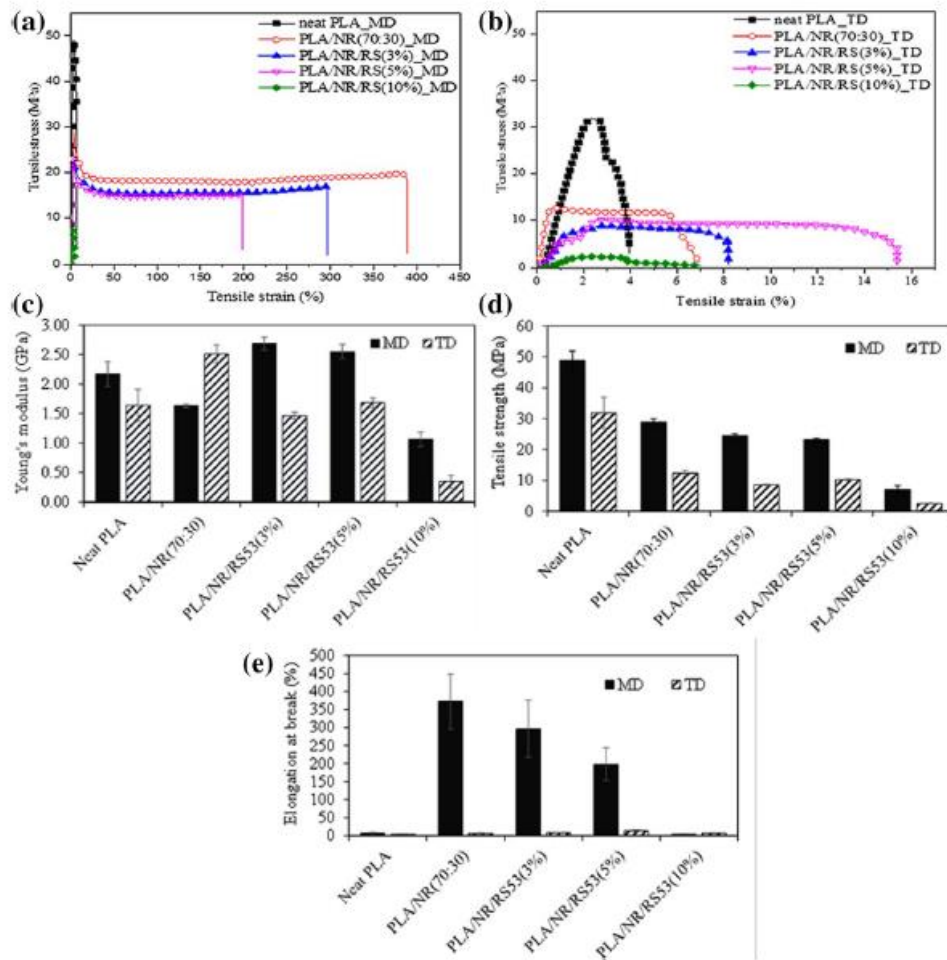 (a)
neat PLA_MD
PLA/NR(70:30)_MD
PLA/NR/RS(3%)_MD
PLA/NR/RS(5%)_MD
PLA/NR/RS(10%)_MD
Tensile stress (MPa)
50
40
30
20
10
0
0 50 100 150 200 250 300 350 400 450
Tensile strain (%)
(b)
neat PLA_TD
PLA/NR(70:30)_TD
PLA/NR/RS(3%)_TD
PLA/NR/RS(5%)_TD
PLA/NR/RS(10%)_TD
Tensile stress (MPa)
50
40
30
20
10
0
0 2 4 6 8 10 12 14 16
Tensile strain (%)
(c)
MD TD
Young's modulus (GPa)
3.00
2.50
2.00
1.50
1.00
0.50
0.00
Neat PLA
PLA/NR(70:30)
PLA/NR/RS53(3%)
PLA/NR/RS53(5%)
PLA/NR/RS53(10%)
(d)
MD TD
Tensile strength (MPa)
60
50
40
30
20
10
0
Neat PLA
PLA/NR(70:30)
PLA/NR/RS53(3%)
PLA/NR/RS53(5%)
PLA/NR/RS53(10%)
(e)
MD TD
Elongation at break (%)
500
450
400
350
300
250
200
150
100
50
0
Neat PLA
PLA/NR(70:30)
PLA/NR/RS53(3%)
PLA/NR/RS53(5%)
PLA/NR/RS53(10%)